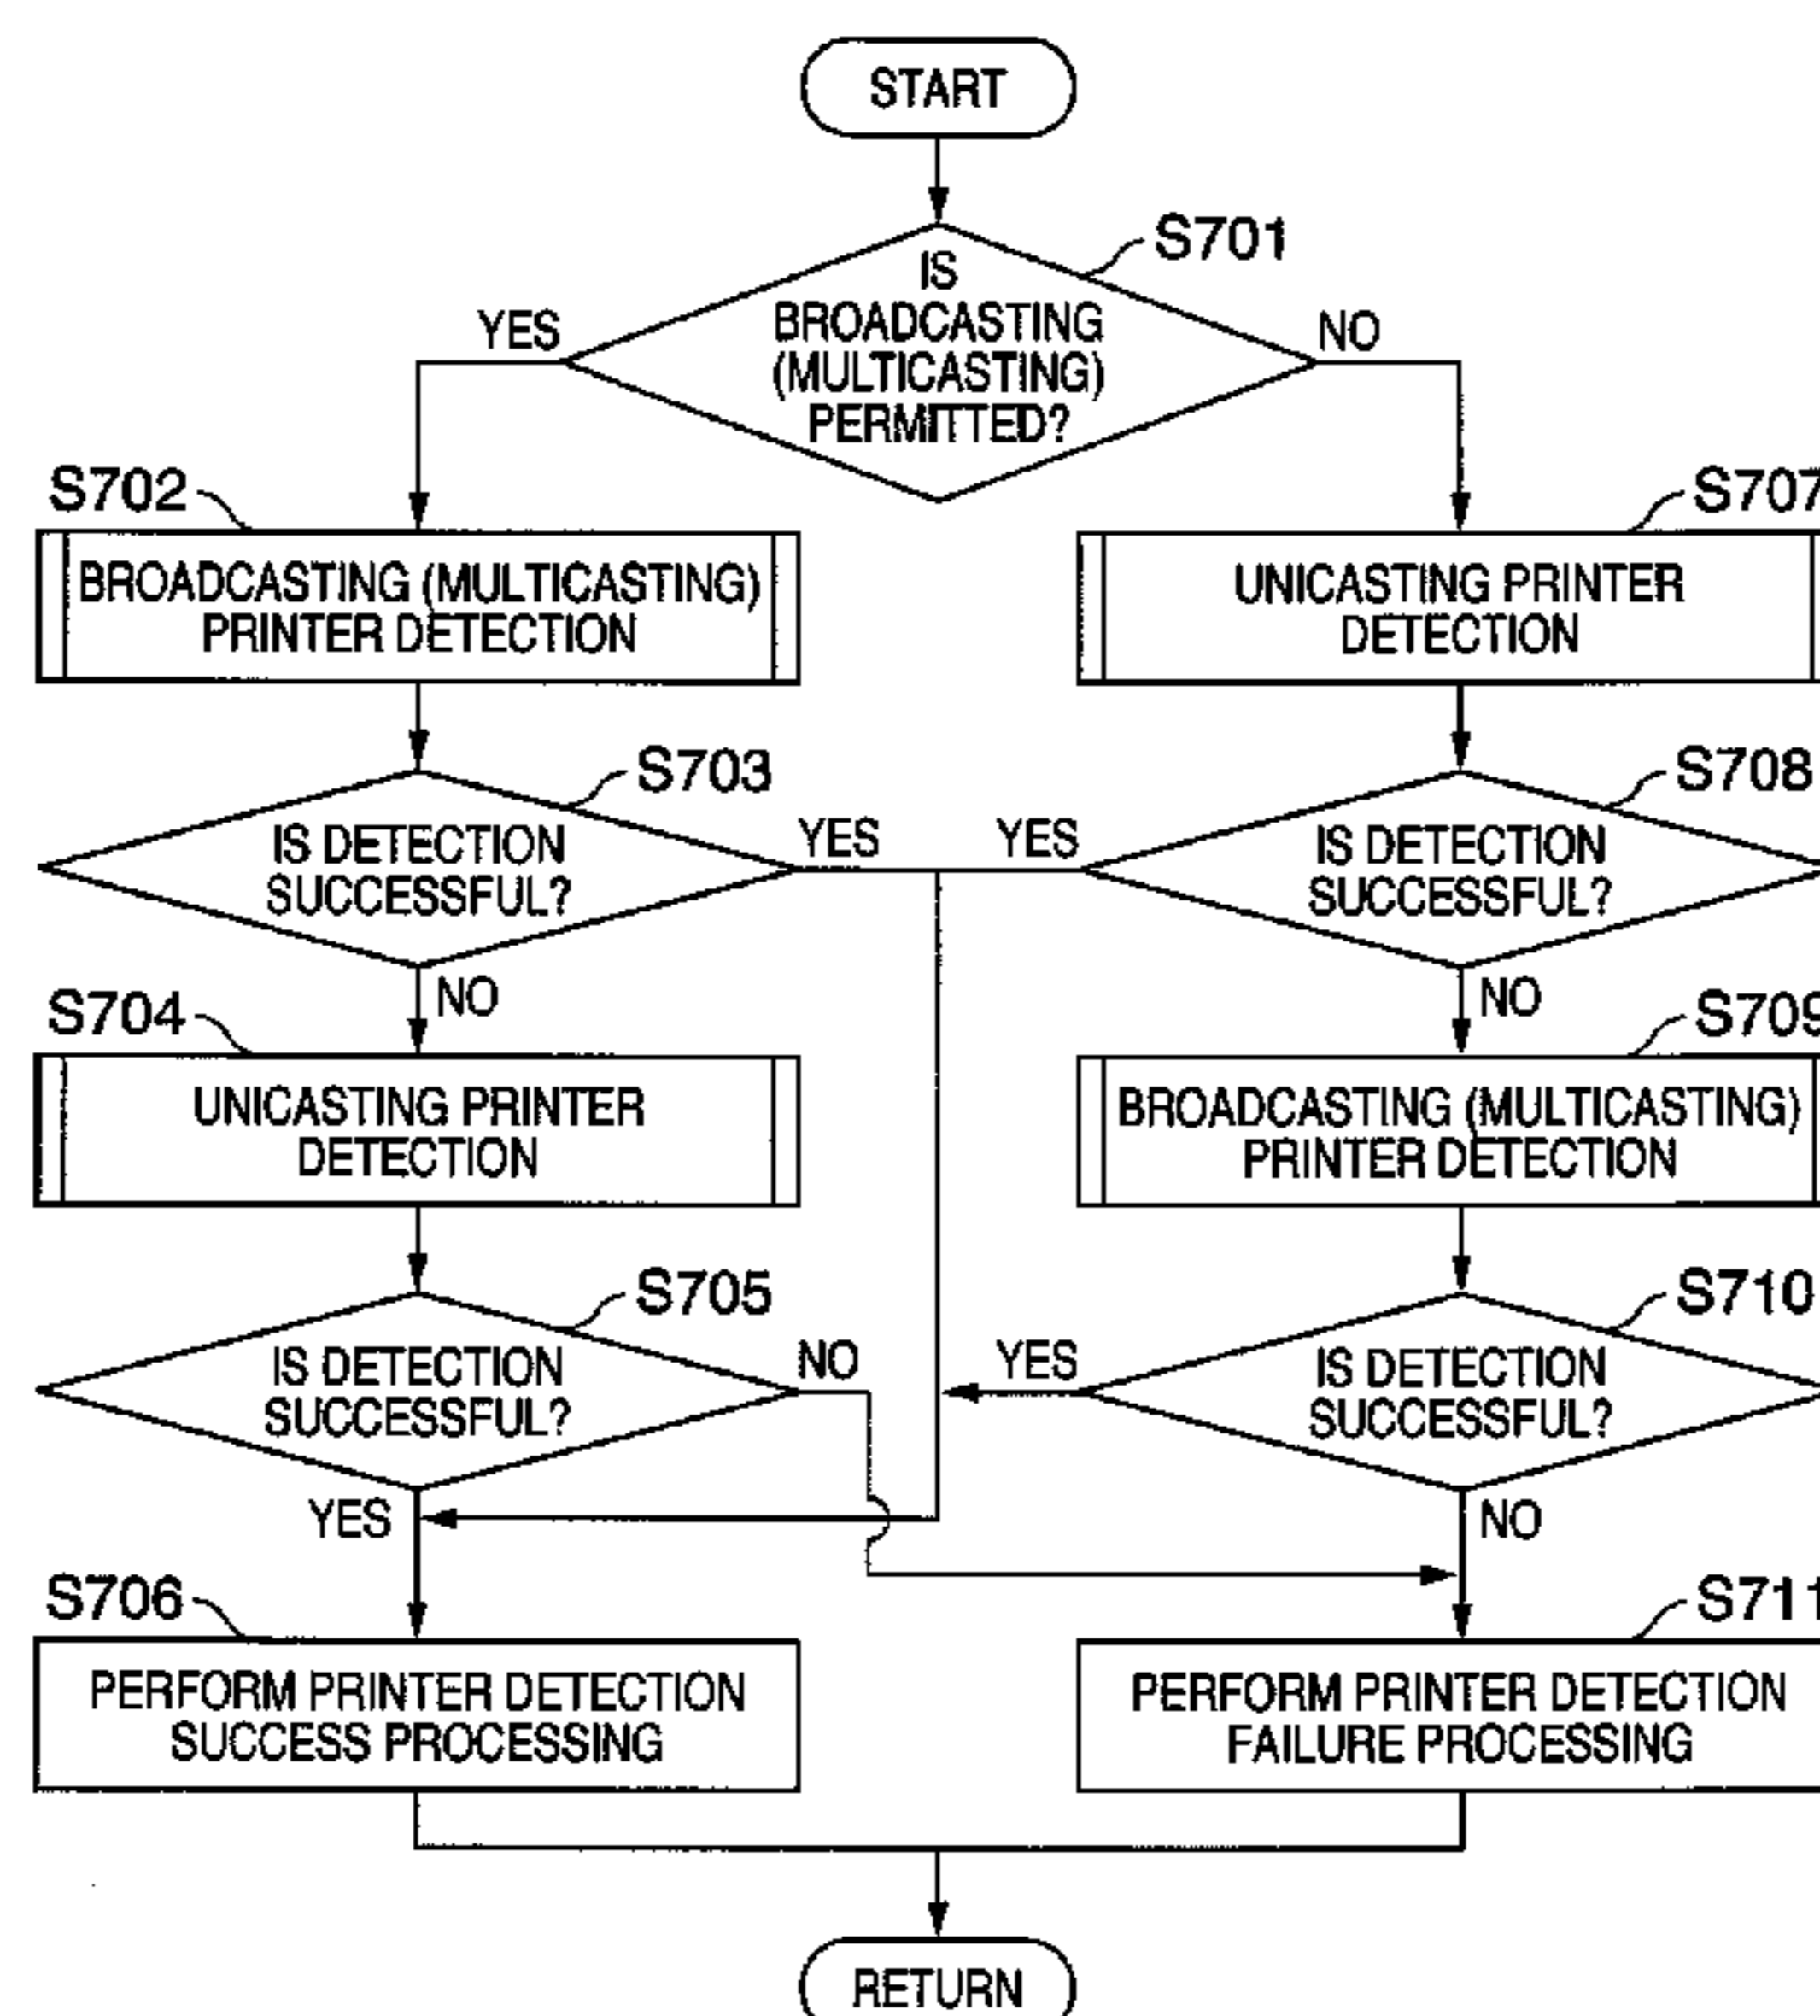 START
S701
IS
BROADCASTING
(MULTICASTING)
PERMITTED?
YES
NO
S702
BROADCASTING (MULTICASTING)
PRINTER DETECTION
S707
UNICASTING PRINTER
DETECTION
S703
IS DETECTION
SUCCESSFUL?
YES
NO
S708
IS DETECTION
SUCCESSFUL?
YES
NO
S704
UNICASTING PRINTER
DETECTION
S709
BROADCASTING (MULTICASTING)
PRINTER DETECTION
S705
IS DETECTION
SUCCESSFUL?
NO
YES
S710
IS DETECTION
SUCCESSFUL?
YES
NO
S706
PERFORM PRINTER DETECTION
SUCCESS PROCESSING
S711
PERFORM PRINTER DETECTION
FAILURE PROCESSING
RETURN